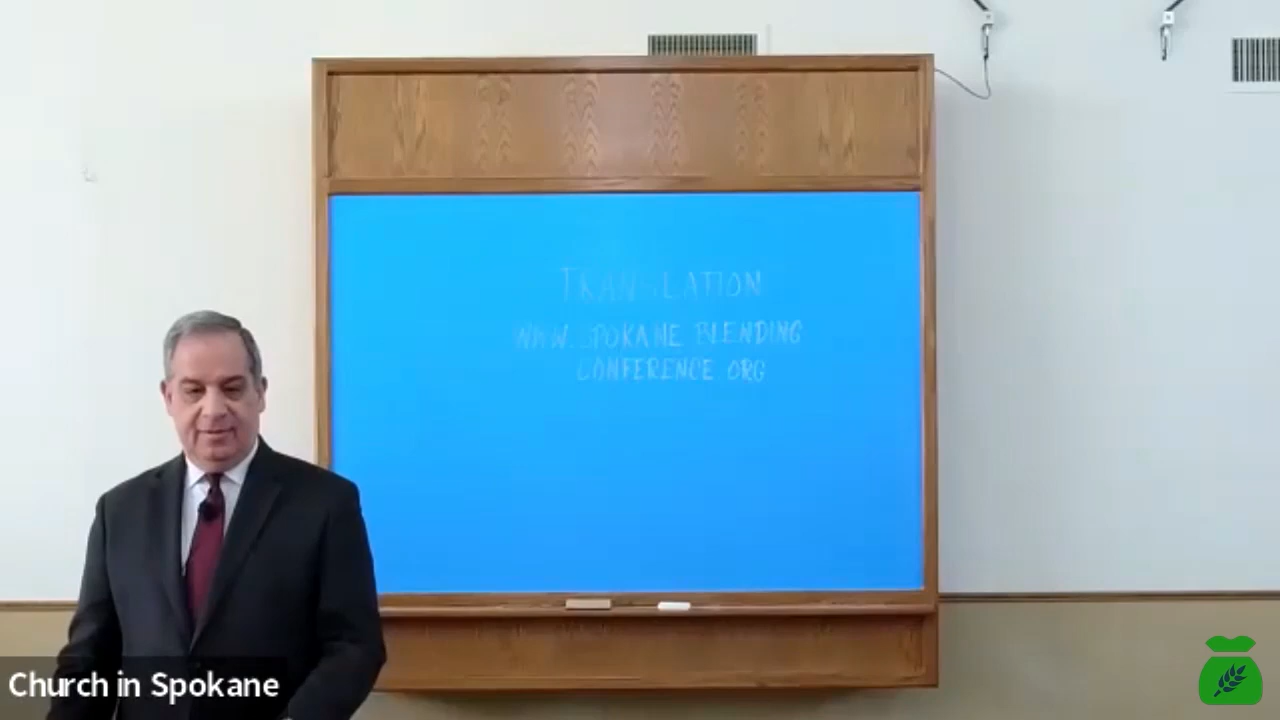 TRANSLATION
WWW.SPOKANE BLENDING
CONFERENCE.ORG
Church in Spokane